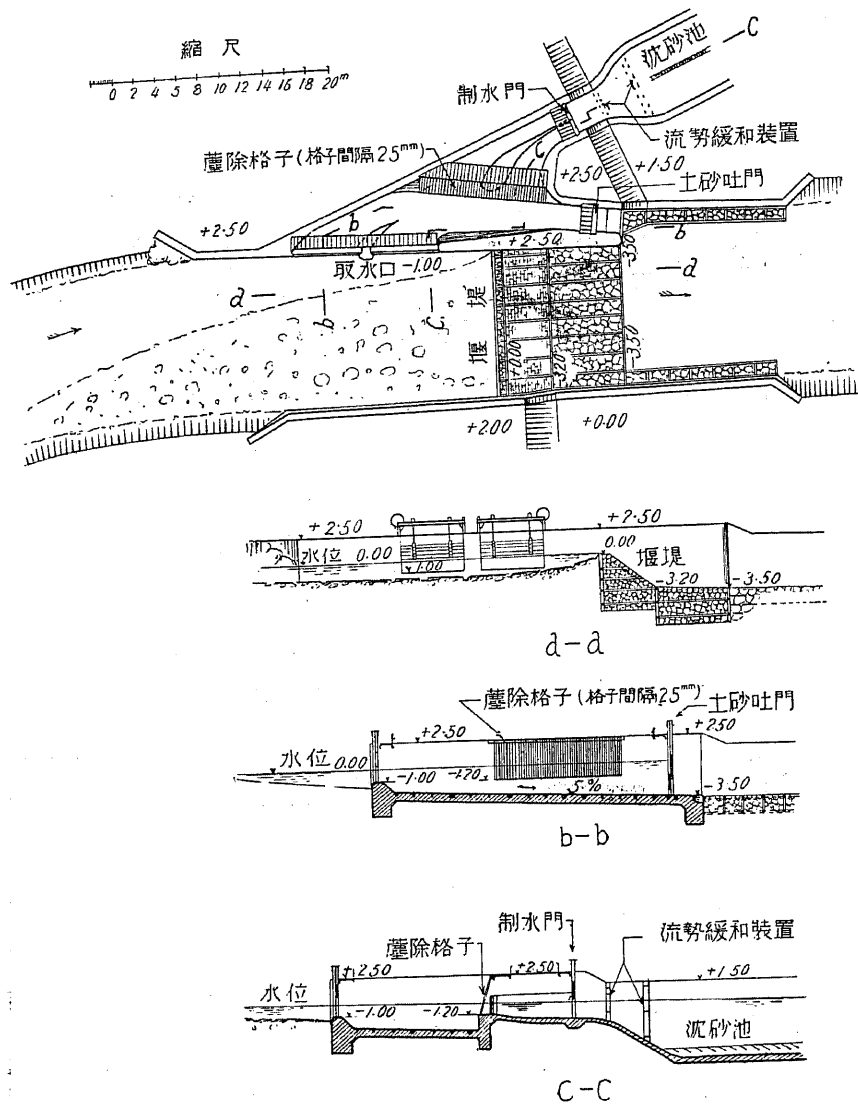 縮尺
0 2 4 5 8 10 12 14 16 18 20m
沈砂池
C
制水門
流勢緩和装置
塵除格子(格子間隔25mm)
C
+2.50
+1.50
土砂吐門
+2.50
b
+2.50
-3.50
b
取水口 -1.00
a
a
b
C
堰堤
±0.00
-3.20
-3.50
+2.00
+0.00
+2.50
+2.50
水位 0.00
0.00
堰堤
-1.00
-3.20
-3.50
a-a
塵除格子(格子間隔25mm)
土砂吐門
+2.50
+250
水位 0.00
-1.00
-1.20
5%
-3.50
b-b
制水門
塵除格子
流勢緩和装置
+250
+2.50
+1.50
水位
-1.00
-1.20
沈砂池
C-C